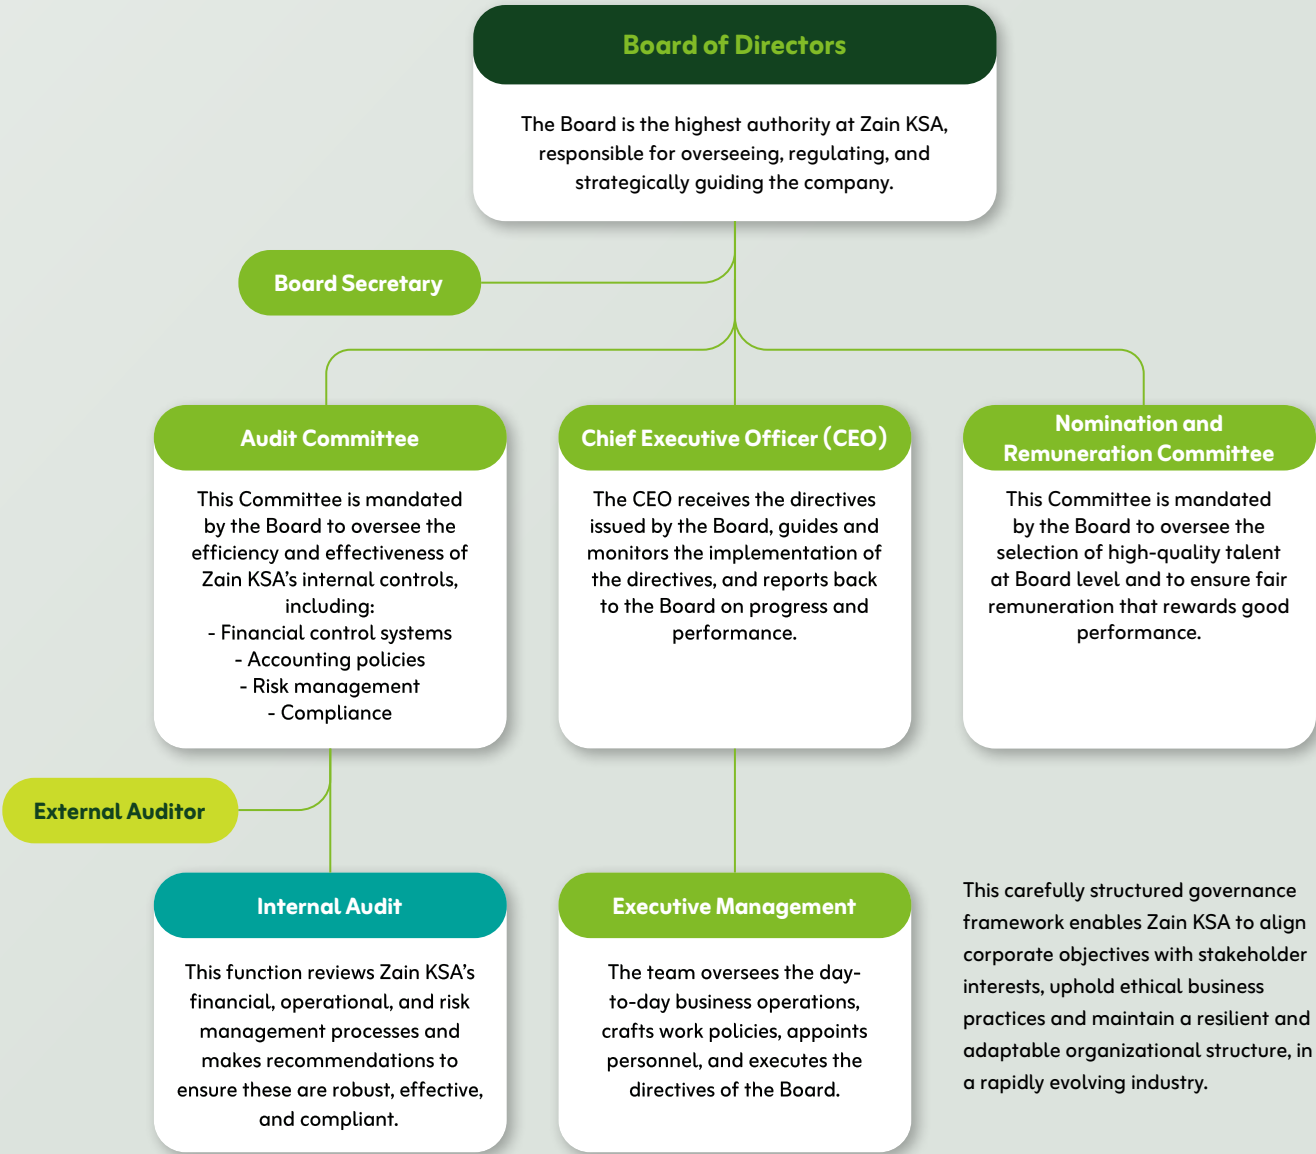 Board of Directors
The Board is the highest authority at Zain KSA,
responsible for overseeing, regulating, and
strategically guiding the company.
Board Secretary
Audit Committee
This Committee is mandated
by the Board to oversee the
efficiency and effectiveness of
Zain KSA’s internal controls,
including:
- Financial control systems
- Accounting policies
- Risk management
- Compliance
Chief Executive Officer (CEO)
The CEO receives the directives
issued by the Board, guides and
monitors the implementation of
the directives, and reports back
to the Board on progress and
performance.
Nomination and
Remuneration Committee
This Committee is mandated
by the Board to oversee the
selection of high-quality talent
at Board level and to ensure fair
remuneration that rewards good
performance.
External Auditor
Internal Audit
This function reviews Zain KSA’s
financial, operational, and risk
management processes and
makes recommendations to
ensure these are robust, effective,
and compliant.
Executive Management
The team oversees the day-
to-day business operations,
crafts work policies, appoints
personnel, and executes the
directives of the Board.
This carefully structured governance
framework enables Zain KSA to align
corporate objectives with stakeholder
interests, uphold ethical business
practices and maintain a resilient and
adaptable organizational structure, in
a rapidly evolving industry.